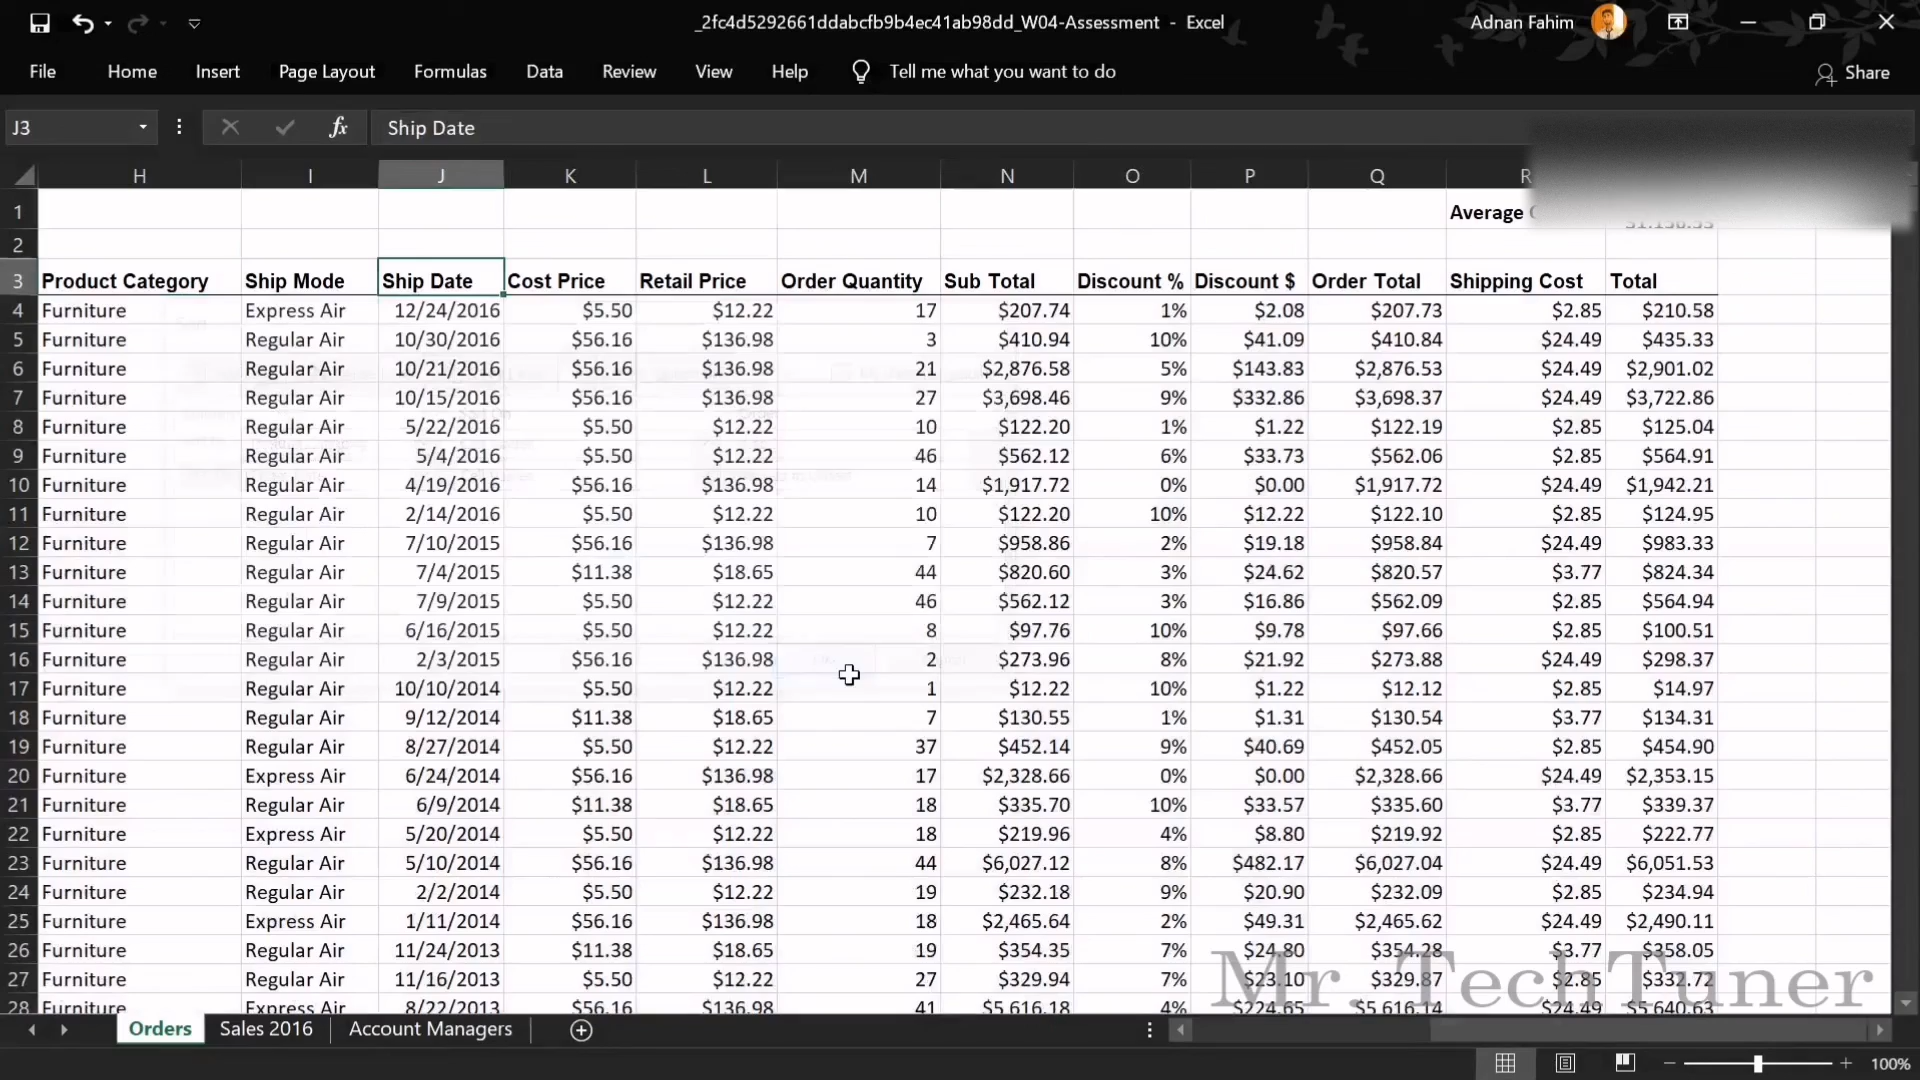 _2fc4d5292661ddabcfb9b4ec41ab98dd_W04-Assessment - Excel Adnan Fahim
File Home Insert Page Layout Formulas Data Review View Help Tell me what you want to do Share
J3 fx Ship Date
H I J K L M N O P Q R
1 Average
2
3 Product Category Ship Mode Ship Date Cost Price Retail Price Order Quantity Sub Total Discount % Discount $ Order Total Shipping Cost Total
4 Furniture Express Air 12/24/2016 $5.50 $12.22 17 $207.74 1% $2.08 $207.73 $2.85 $210.58
5 Furniture Regular Air 10/30/2016 $56.16 $136.98 3 $410.94 10% $41.09 $410.84 $24.49 $435.33
6 Furniture Regular Air 10/21/2016 $56.16 $136.98 21 $2,876.58 5% $143.83 $2,876.53 $24.49 $2,901.02
7 Furniture Regular Air 10/15/2016 $56.16 $136.98 27 $3,698.46 9% $332.86 $3,698.37 $24.49 $3,722.86
8 Furniture Regular Air 5/22/2016 $5.50 $12.22 10 $122.20 1% $1.22 $122.19 $2.85 $125.04
9 Furniture Regular Air 5/4/2016 $5.50 $12.22 46 $562.12 6% $33.73 $562.06 $2.85 $564.91
10 Furniture Regular Air 4/19/2016 $56.16 $136.98 14 $1,917.72 0% $0.00 $1,917.72 $24.49 $1,942.21
11 Furniture Regular Air 2/14/2016 $5.50 $12.22 10 $122.20 10% $12.22 $122.10 $2.85 $124.95
12 Furniture Regular Air 7/10/2015 $56.16 $136.98 7 $958.86 2% $19.18 $958.84 $24.49 $983.33
13 Furniture Regular Air 7/4/2015 $11.38 $18.65 44 $820.60 3% $24.62 $820.57 $3.77 $824.34
14 Furniture Regular Air 7/9/2015 $5.50 $12.22 46 $562.12 3% $16.86 $562.09 $2.85 $564.94
15 Furniture Regular Air 6/16/2015 $5.50 $12.22 8 $97.76 10% $9.78 $97.66 $2.85 $100.51
16 Furniture Regular Air 2/3/2015 $56.16 $136.98 2 $273.96 8% $21.92 $273.88 $24.49 $298.37
17 Furniture Regular Air 10/10/2014 $5.50 $12.22 1 $12.22 10% $1.22 $12.12 $2.85 $14.97
18 Furniture Regular Air 9/12/2014 $11.38 $18.65 7 $130.55 1% $1.31 $130.54 $3.77 $134.31
19 Furniture Regular Air 8/27/2014 $5.50 $12.22 37 $452.14 9% $40.69 $452.05 $2.85 $454.90
20 Furniture Express Air 6/24/2014 $56.16 $136.98 17 $2,328.66 0% $0.00 $2,328.66 $24.49 $2,353.15
21 Furniture Regular Air 6/9/2014 $11.38 $18.65 18 $335.70 10% $33.57 $335.60 $3.77 $339.37
22 Furniture Express Air 5/20/2014 $5.50 $12.22 18 $219.96 4% $8.80 $219.92 $2.85 $222.77
23 Furniture Regular Air 5/10/2014 $56.16 $136.98 44 $6,027.12 8% $482.17 $6,027.04 $24.49 $6,051.53
24 Furniture Regular Air 2/2/2014 $5.50 $12.22 19 $232.18 9% $20.90 $232.09 $2.85 $234.94
25 Furniture Express Air 1/11/2014 $56.16 $136.98 18 $2,465.64 2% $49.31 $2,465.62 $24.49 $2,490.11
26 Furniture Regular Air 11/24/2013 $11.38 $18.65 19 $354.35 7% $24.80 $354.28 $3.77 $358.05
27 Furniture Regular Air 11/16/2013 $5.50 $12.22 27 $329.94 7% $23.10 $329.87 $2.85 $332.72
28 Furniture Express Air 8/22/2013 $56.16 $136.98 41 $5,616.18 4% $224.65 $5,616.14 $24.49 $5,640.63
Mr. TechTuner
Orders Sales 2016 Account Managers
100%